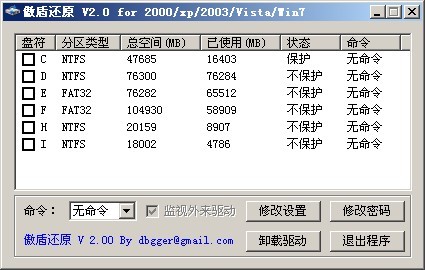 傲盾还原 V2.0 for 2000/xp/2003/Vista/Win7
盘符 分区类型 总空间(MB) 已使用(MB) 状态 命令
C NTFS 47685 16403 保护 无命令
D NTFS 76300 76284 不保护 无命令
E FAT32 76282 65512 不保护 无命令
F FAT32 104930 58909 不保护 无命令
H NTFS 20159 8907 不保护 无命令
I NTFS 18002 4786 不保护 无命令
命令： 无命令 监视外来驱动 修改设置 修改密码
傲盾还原 V 2.00 By dbgger@gmail.com 卸载驱动 退出程序